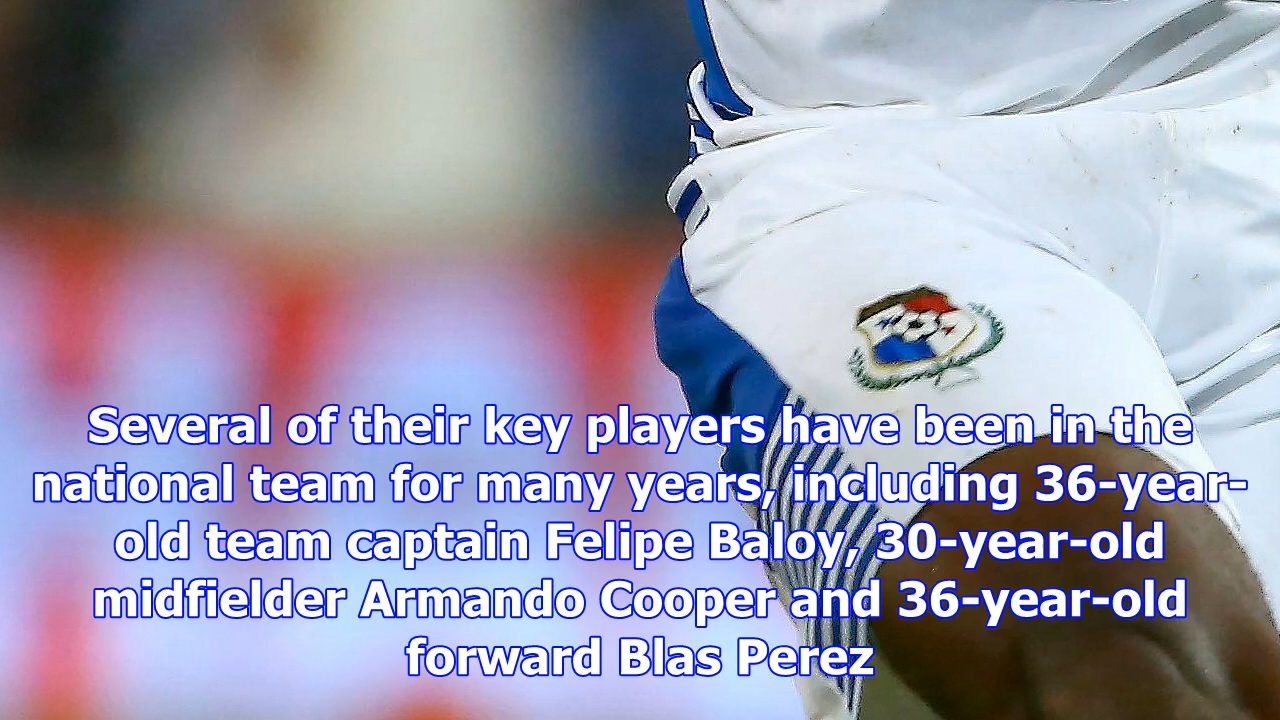 Several of their key players have been in the
national team for many years, including 36-year-
old team captain Felipe Baloy, 30-year-old
midfielder Armando Cooper and 36-year-old
forward Blas Perez